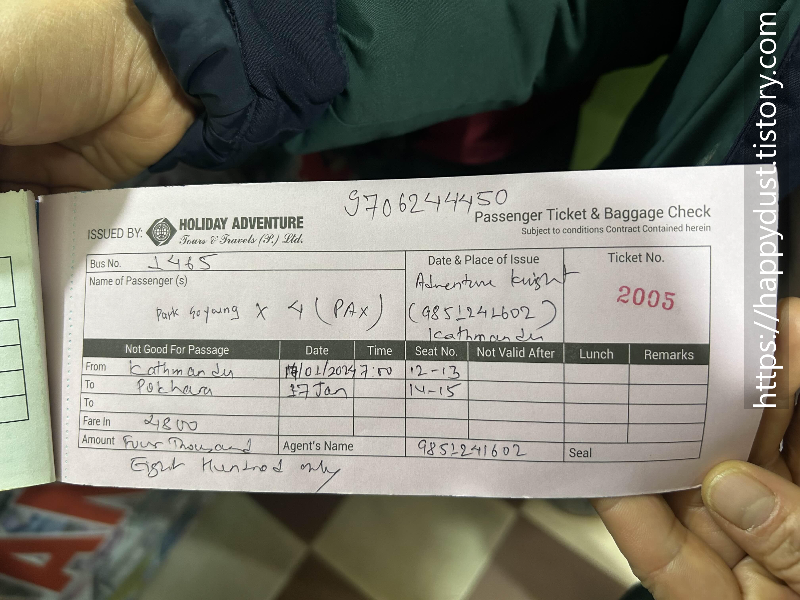 9706244450
ISSUED BY: HOLIDAY ADVENTURE
Tours & Travels (P.) Ltd.
Passenger Ticket & Baggage Check
Subject to conditions Contract Contained herein
Bus No. 1465
Name of Passenger (s)
Park Go young X 4 (PAX)
Date & Place of Issue
Adventure Knight
(9851241602)
Kathmandu
Ticket No.
2005
Not Good For Passage Date Time Seat No. Not Valid After Lunch Remarks
From Kathmandu /01/2024 7:00 12-13
To Pokhara 17 Jan 14-15
To
Fare In 4800
Amount Four Thousand Agent's Name 9851241602 Seal
Eight Hundred only
https://happydust.tistory.com